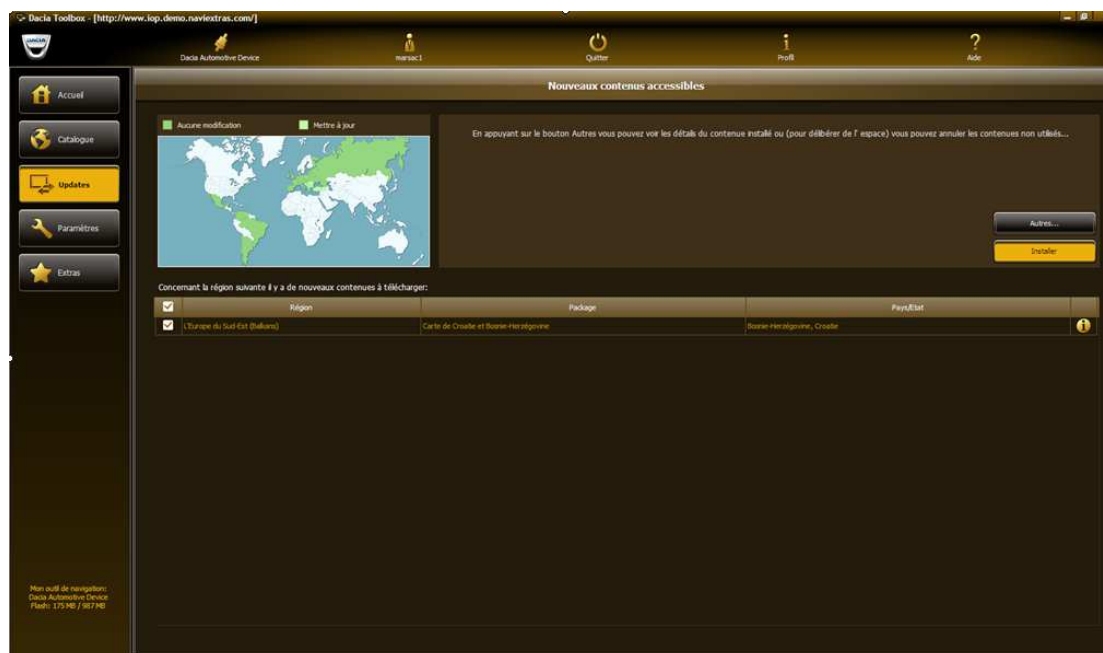 Dacia Toolbox - [http://www.iop.demo.naviextras.com/]
DACIA
Dacia Automotive Device
marsac1
Quitter
Profil
Aide
Accueil
Catalogue
Updates
Paramètres
Extras
Nouveaux contenus accessibles
Aucune modification
Mettre à jour
En appuyant sur le bouton Autres vous pouvez voir les détails du contenue installé ou (pour délibérer de l' espace) vous pouvez annuler les contenues non utilisés...
Autres...
Installer
Concernant la région suivante il y a de nouveaux contenues à télécharger:
Région Package Pays/Etat
L'Europe du Sud-Est (Balkans) Carte de Croatie et Bosnie-Herzégovine Bosnie-Herzégovine, Croatie
Mon outil de navigation:
Dacia Automotive Device
Flash: 175 MB / 987 MB